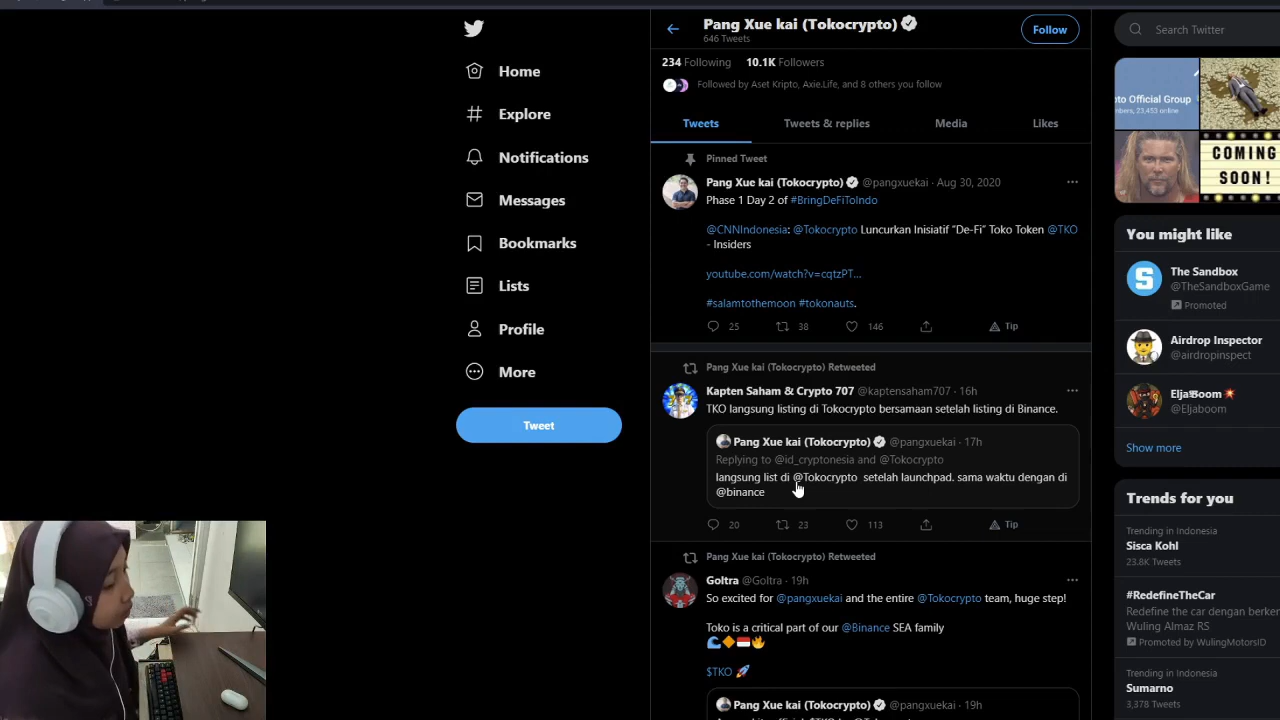 Home
Explore
Notifications
Messages
Bookmarks
Lists
Profile
More
Tweet
Pang Xue kai (Tokocrypto)
646 Tweets
Follow
234 Following 10.1K Followers
Followed by Aset Kripto, Axie.Life, and 8 others you follow
Tweets Tweets & replies Media Likes
Pinned Tweet
Pang Xue kai (Tokocrypto) @pangxuekai · Aug 30, 2020
Phase 1 Day 2 of #BringDeFiToIndo
@CNNIndonesia: @Tokocrypto Luncurkan Inisiatif “De-Fi” Toko Token @TKO
- Insiders
youtube.com/watch?v=cqtzPT...
#salamtothemoon #tokonauts.
25 38 146 Tip
Pang Xue kai (Tokocrypto) Retweeted
Kapten Saham & Crypto 707 @kaptensaham707 · 16h
TKO langsung listing di Tokocrypto bersamaan setelah listing di Binance.
Pang Xue kai (Tokocrypto) @pangxuekai · 17h
Replying to @id_cryptonesia and @Tokocrypto
langsung list di @Tokocrypto setelah launchpad. sama waktu dengan di
@binance
20 23 113 Tip
Pang Xue kai (Tokocrypto) Retweeted
Goltra @Goltra · 19h
So excited for @pangxuekai and the entire @Tokocrypto team, huge step!
Toko is a critical part of our @Binance SEA family
$TKO
Pang Xue kai (Tokocrypto) @pangxuekai · 19h
Search Twitter
to Official Group
mbers, 23,453 online
COMING
SOON!
You might like
The Sandbox
@TheSandboxGame
Promoted
Airdrop Inspector
@airdropinspect
EljaBoom
@Eljaboom
Show more
Trends for you
Trending in Indonesia
Sisca Kohl
23.8K Tweets
#RedefineTheCar
Redefine the car dengan berken
Wuling Almaz RS
Promoted by WulingMotorsID
Trending in Indonesia
Sumarno
3,378 Tweets